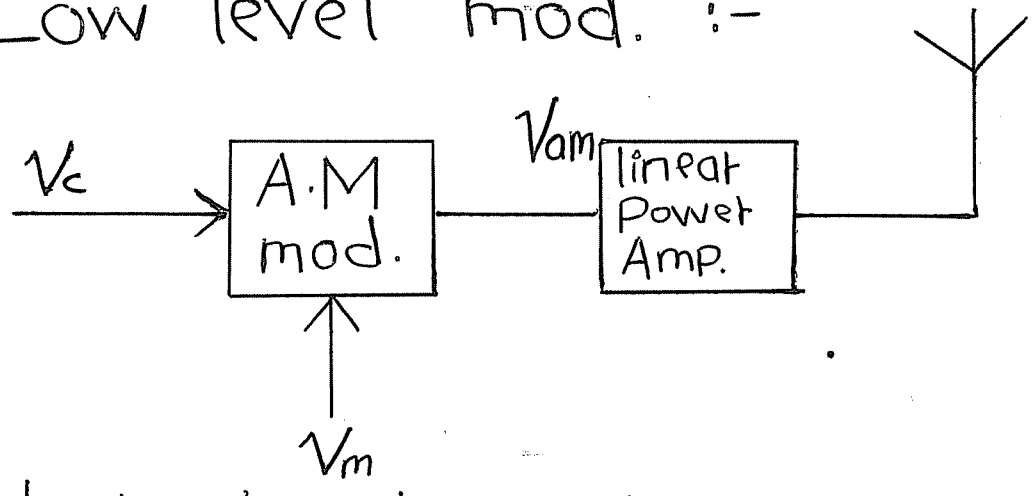 Low level mod. :-
Vc
A.M
mod.
Vam
linear
Power
Amp.
Vm